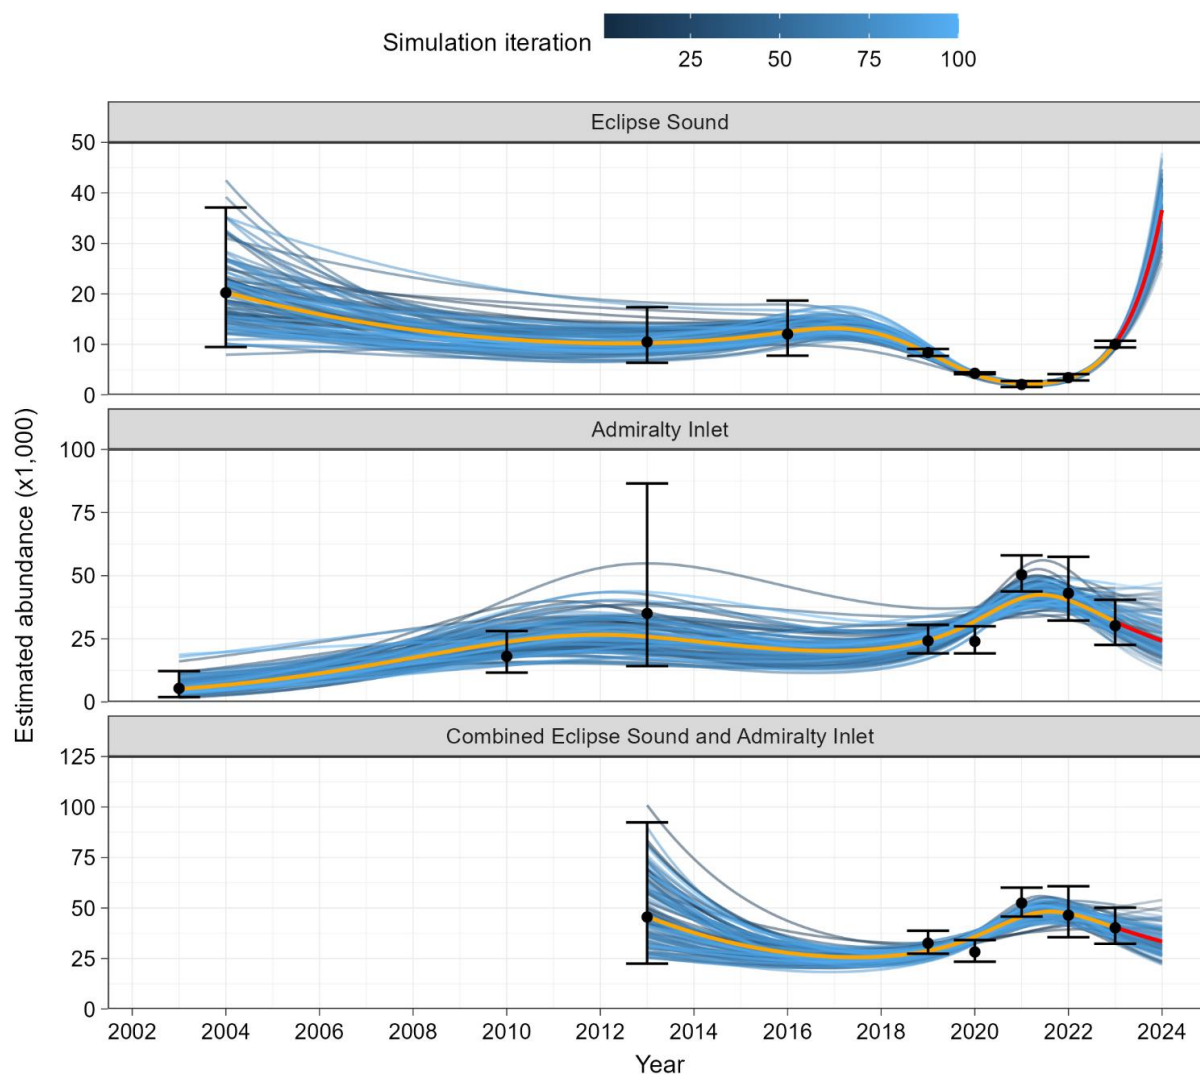 Simulation iteration
25 50 75 100
Eclipse Sound
50
40
30
20
10
0
Admiralty Inlet
100
75
50
25
0
Combined Eclipse Sound and Admiralty Inlet
125
100
75
50
25
0
Estimated abundance (x1,000)
2002 2004 2006 2008 2010 2012 2014 2016 2018 2020 2022 2024
Year